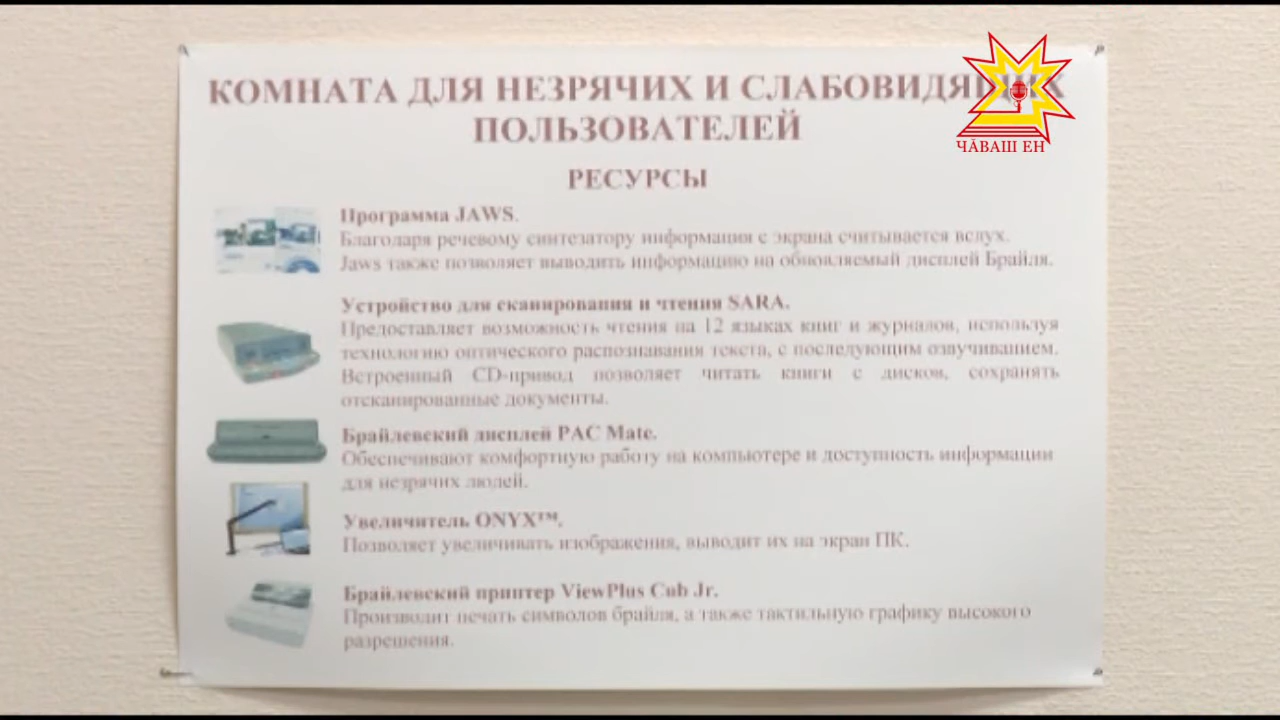 КОМНАТА ДЛЯ НЕЗРЯЧИХ И СЛАБОВИДЯЩИХ
ПОЛЬЗОВАТЕЛЕЙ
ЧӐВАШ ЕН
РЕСУРСЫ
Программа JAWS.
Благодаря речевому синтезатору информация с экрана считывается вслух.
Jaws также позволяет выводить информацию на обновляемый дисплей Брайля.
Устройство для сканирования и чтения SARA.
Предоставляет возможность чтения на 12 языках книг и журналов, используя
технологию оптического распознавания текста, с последующим озвучиванием.
Встроенный CD-привод позволяет читать книги с дисков, сохранять
отсканированные документы.
Брайлевский дисплей PAC Mate.
Обеспечивают комфортную работу на компьютере и доступность информации
для незрячих людей.
Увеличитель ONYX™.
Позволяет увеличивать изображения, выводит их на экран ПК.
Брайлевский принтер ViewPlus Cub Jr.
Производит печать символов брайля, а также тактильную графику высокого
разрешения.